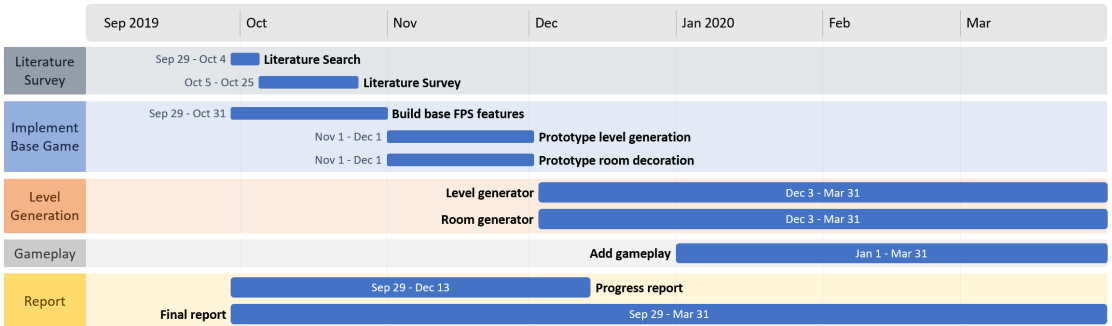 Sep 2019 Oct Nov Dec Jan 2020 Feb Mar
Literature
Survey
Sep 29 - Oct 4 Literature Search
Oct 5 - Oct 25 Literature Survey
Implement
Base Game
Sep 29 - Oct 31 Build base FPS features
Nov 1 - Dec 1 Prototype level generation
Nov 1 - Dec 1 Prototype room decoration
Level
Generation
Level generator Dec 3 - Mar 31
Room generator Dec 3 - Mar 31
Gameplay
Add gameplay Jan 1 - Mar 31
Report
Sep 29 - Dec 13 Progress report
Final report Sep 29 - Mar 31